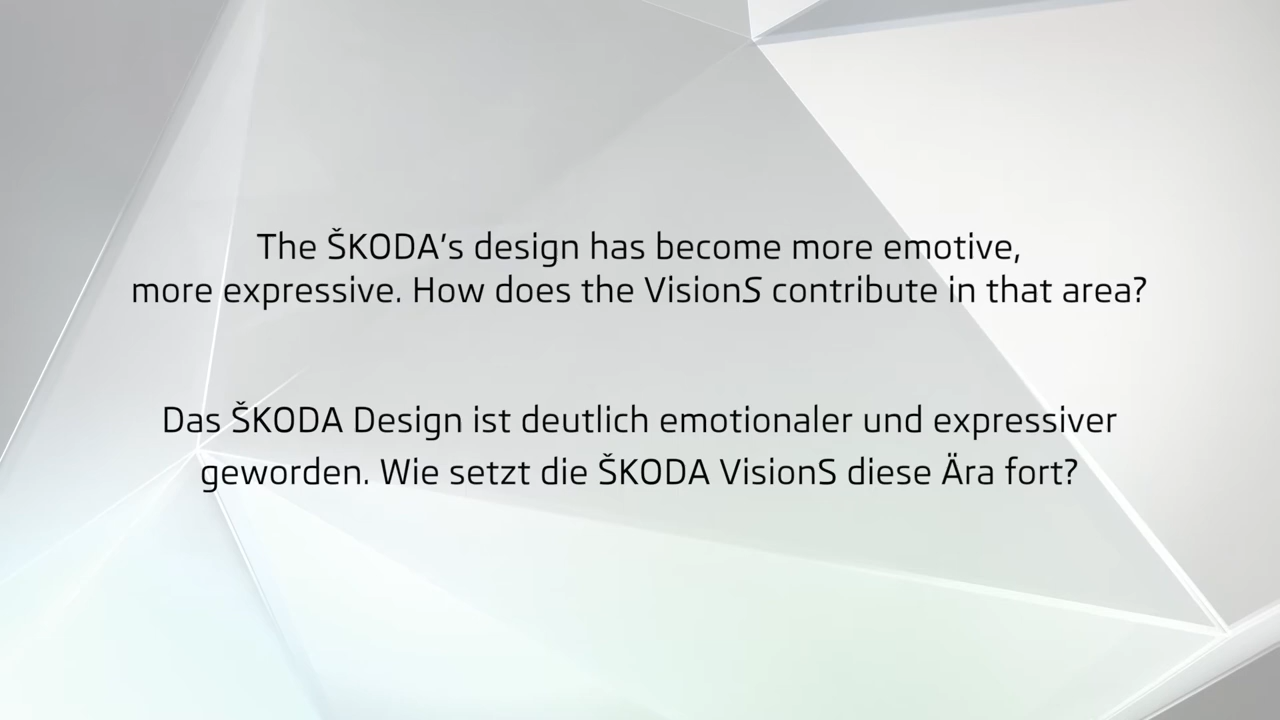 The ŠKODA’s design has become more emotive,
more expressive. How does the VisionS contribute in that area?
Das ŠKODA Design ist deutlich emotionaler und expressiver
geworden. Wie setzt die ŠKODA VisionS diese Ära fort?